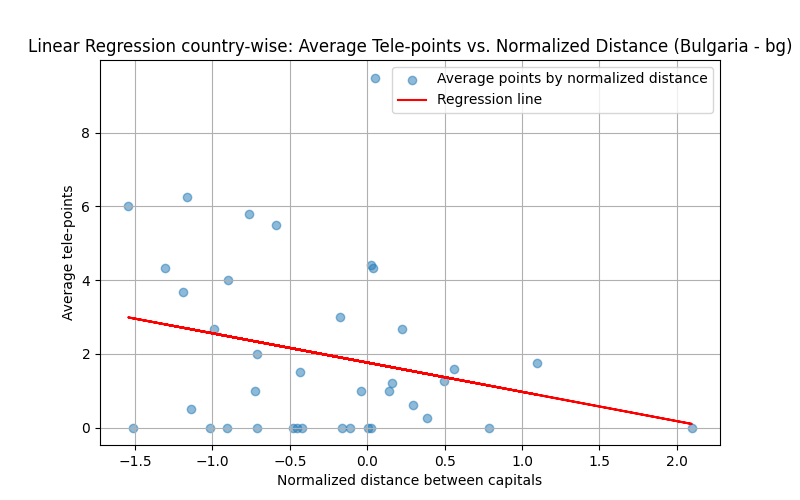 Linear Regression country-wise: Average Tele-points vs. Normalized Distance (Bulgaria - bg)
Average points by normalized distance
Regression line
8
6
4
2
0
Average tele-points
−1.5 −1.0 −0.5 0.0 0.5 1.0 1.5 2.0
Normalized distance between capitals